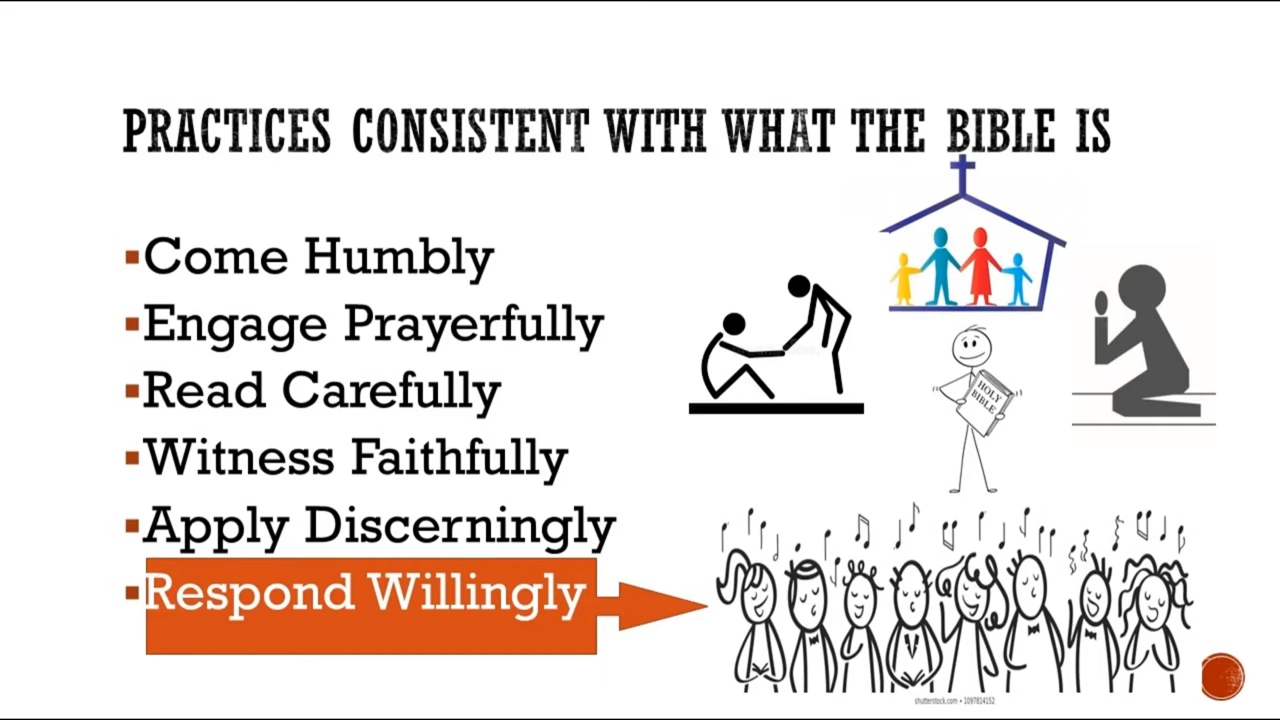 PRACTICES CONSISTENT WITH WHAT THE BIBLE IS
▪Come Humbly
▪Engage Prayerfully
▪Read Carefully
▪Witness Faithfully
▪Apply Discerningly
▪Respond Willingly
HOLY
BIBLE
shutterstock.com • 1097814152